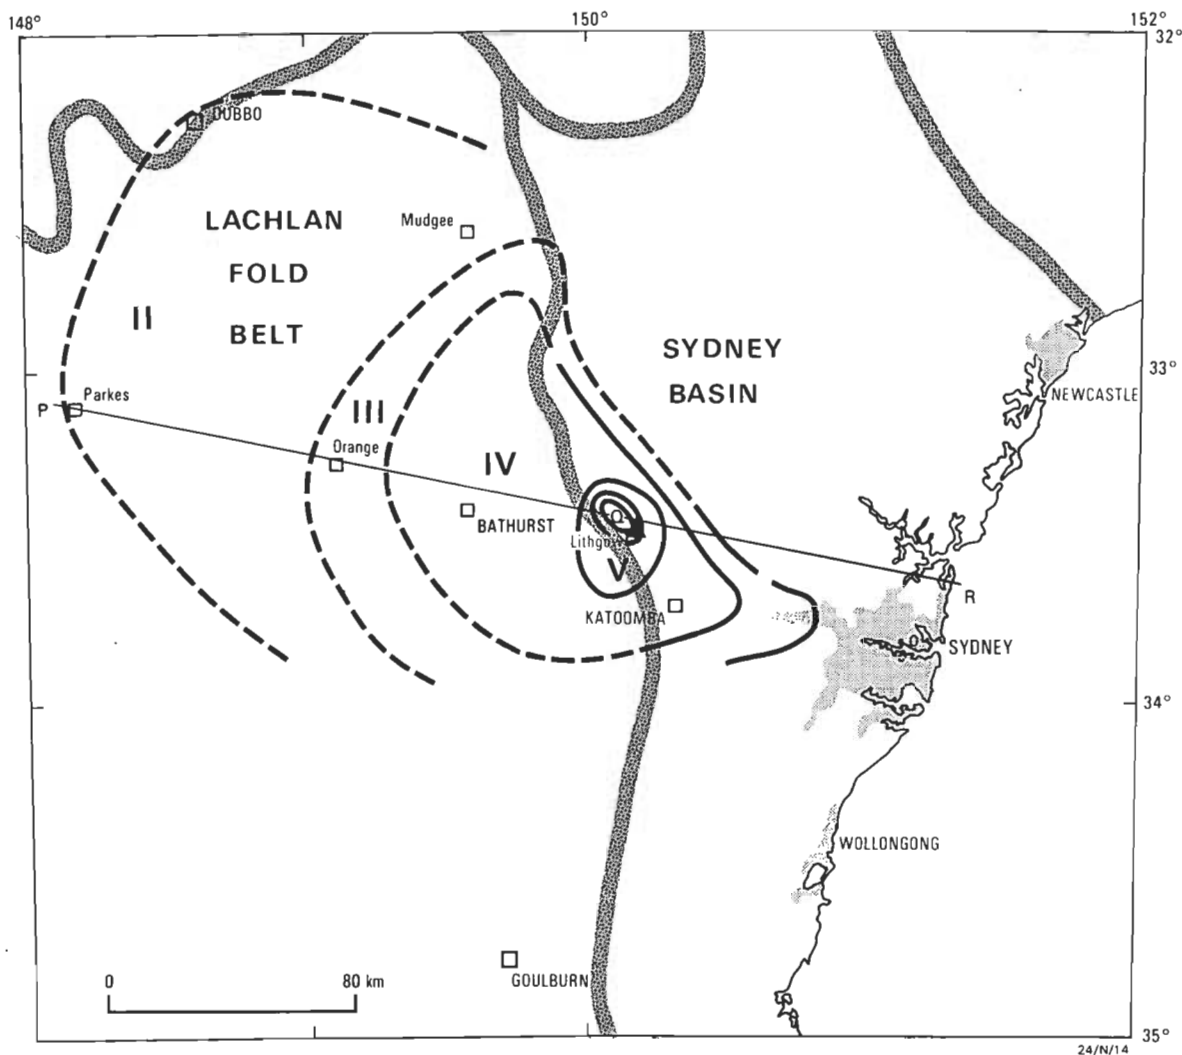 148°
150°
152°
32°
DUBBO
LACHLAN
FOLD
BELT
Mudgee
II
SYDNEY
BASIN
33°
P
Parkes
III
NEWCASTLE
Orange
IV
BATHURST
Q
Lithgow
V
R
KATOOMBA
SYDNEY
34°
WOLLONGONG
0
80 km
GOULBURN
35°
24/N/14